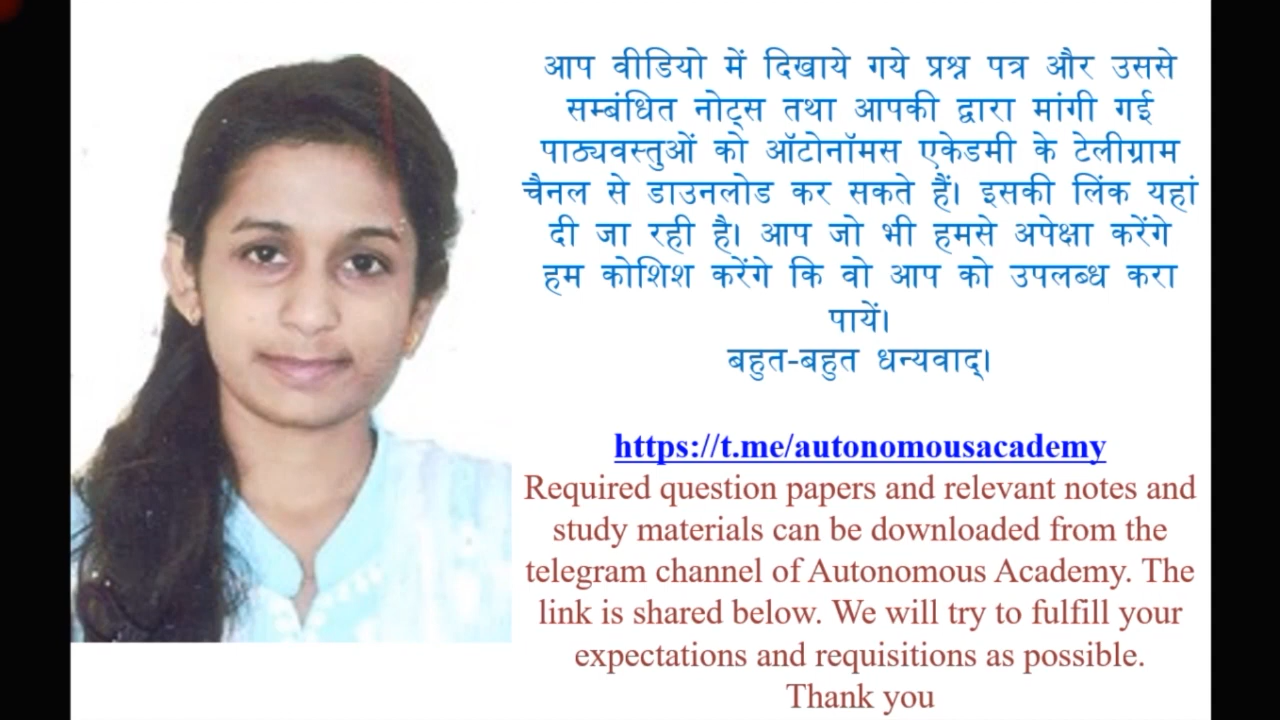 आप वीडियो में दिखाये गये प्रश्न पत्र और उससे
सम्बंधित नोट्स तथा आपकी द्वारा मांगी गई
पाठ्यवस्तुओं को ऑटोनॉमस एकेडमी के टेलीग्राम
चैनल से डाउनलोड कर सकते हैं। इसकी लिंक यहां
दी जा रही है। आप जो भी हमसे अपेक्षा करेंगे
हम कोशिश करेंगे कि वो आप को उपलब्ध करा
पायें।
बहुत-बहुत धन्यवाद्।
https://t.me/autonomousacademy
Required question papers and relevant notes and
study materials can be downloaded from the
telegram channel of Autonomous Academy. The
link is shared below. We will try to fulfill your
expectations and requisitions as possible.
Thank you